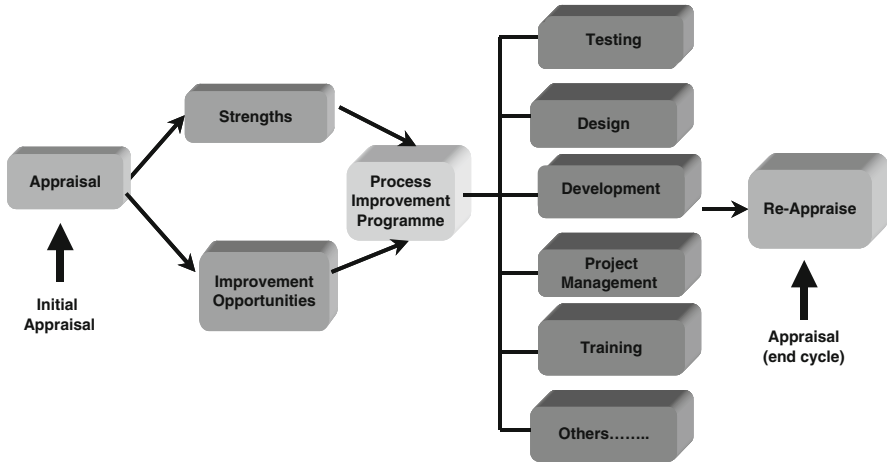 Appraisal
Initial
Appraisal
Strengths
Improvement
Opportunities
Process
Improvement
Programme
Testing
Design
Development
Project
Management
Training
Others……..
Re-Appraise
Appraisal
(end cycle)